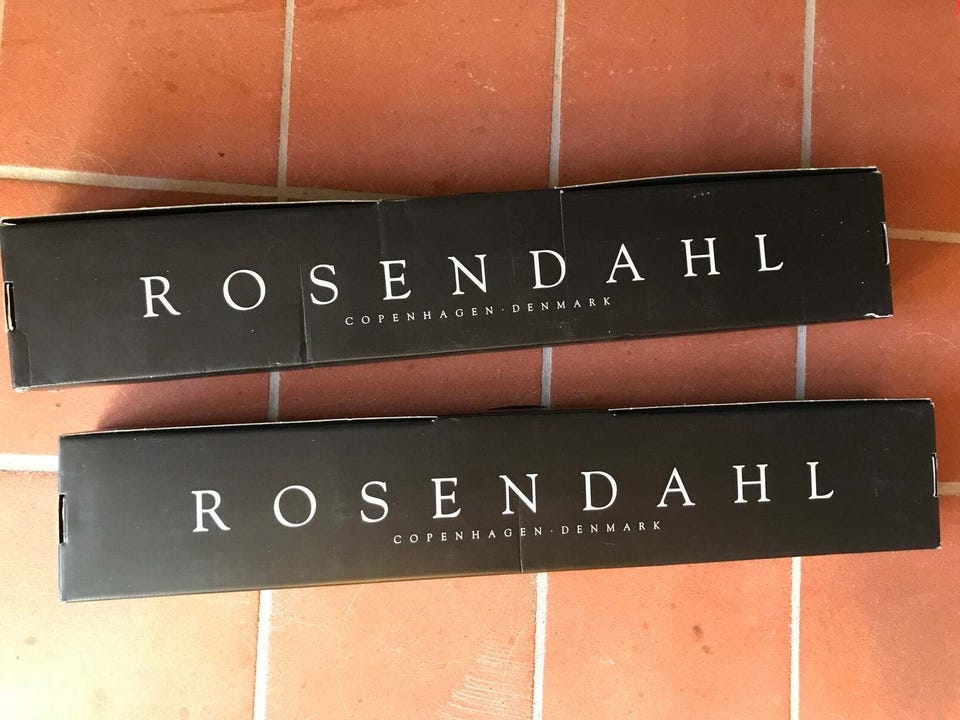 ROSENDAHL
COPENHAGEN · DENMARK
ROSENDAHL
COPENHAGEN · DENMARK